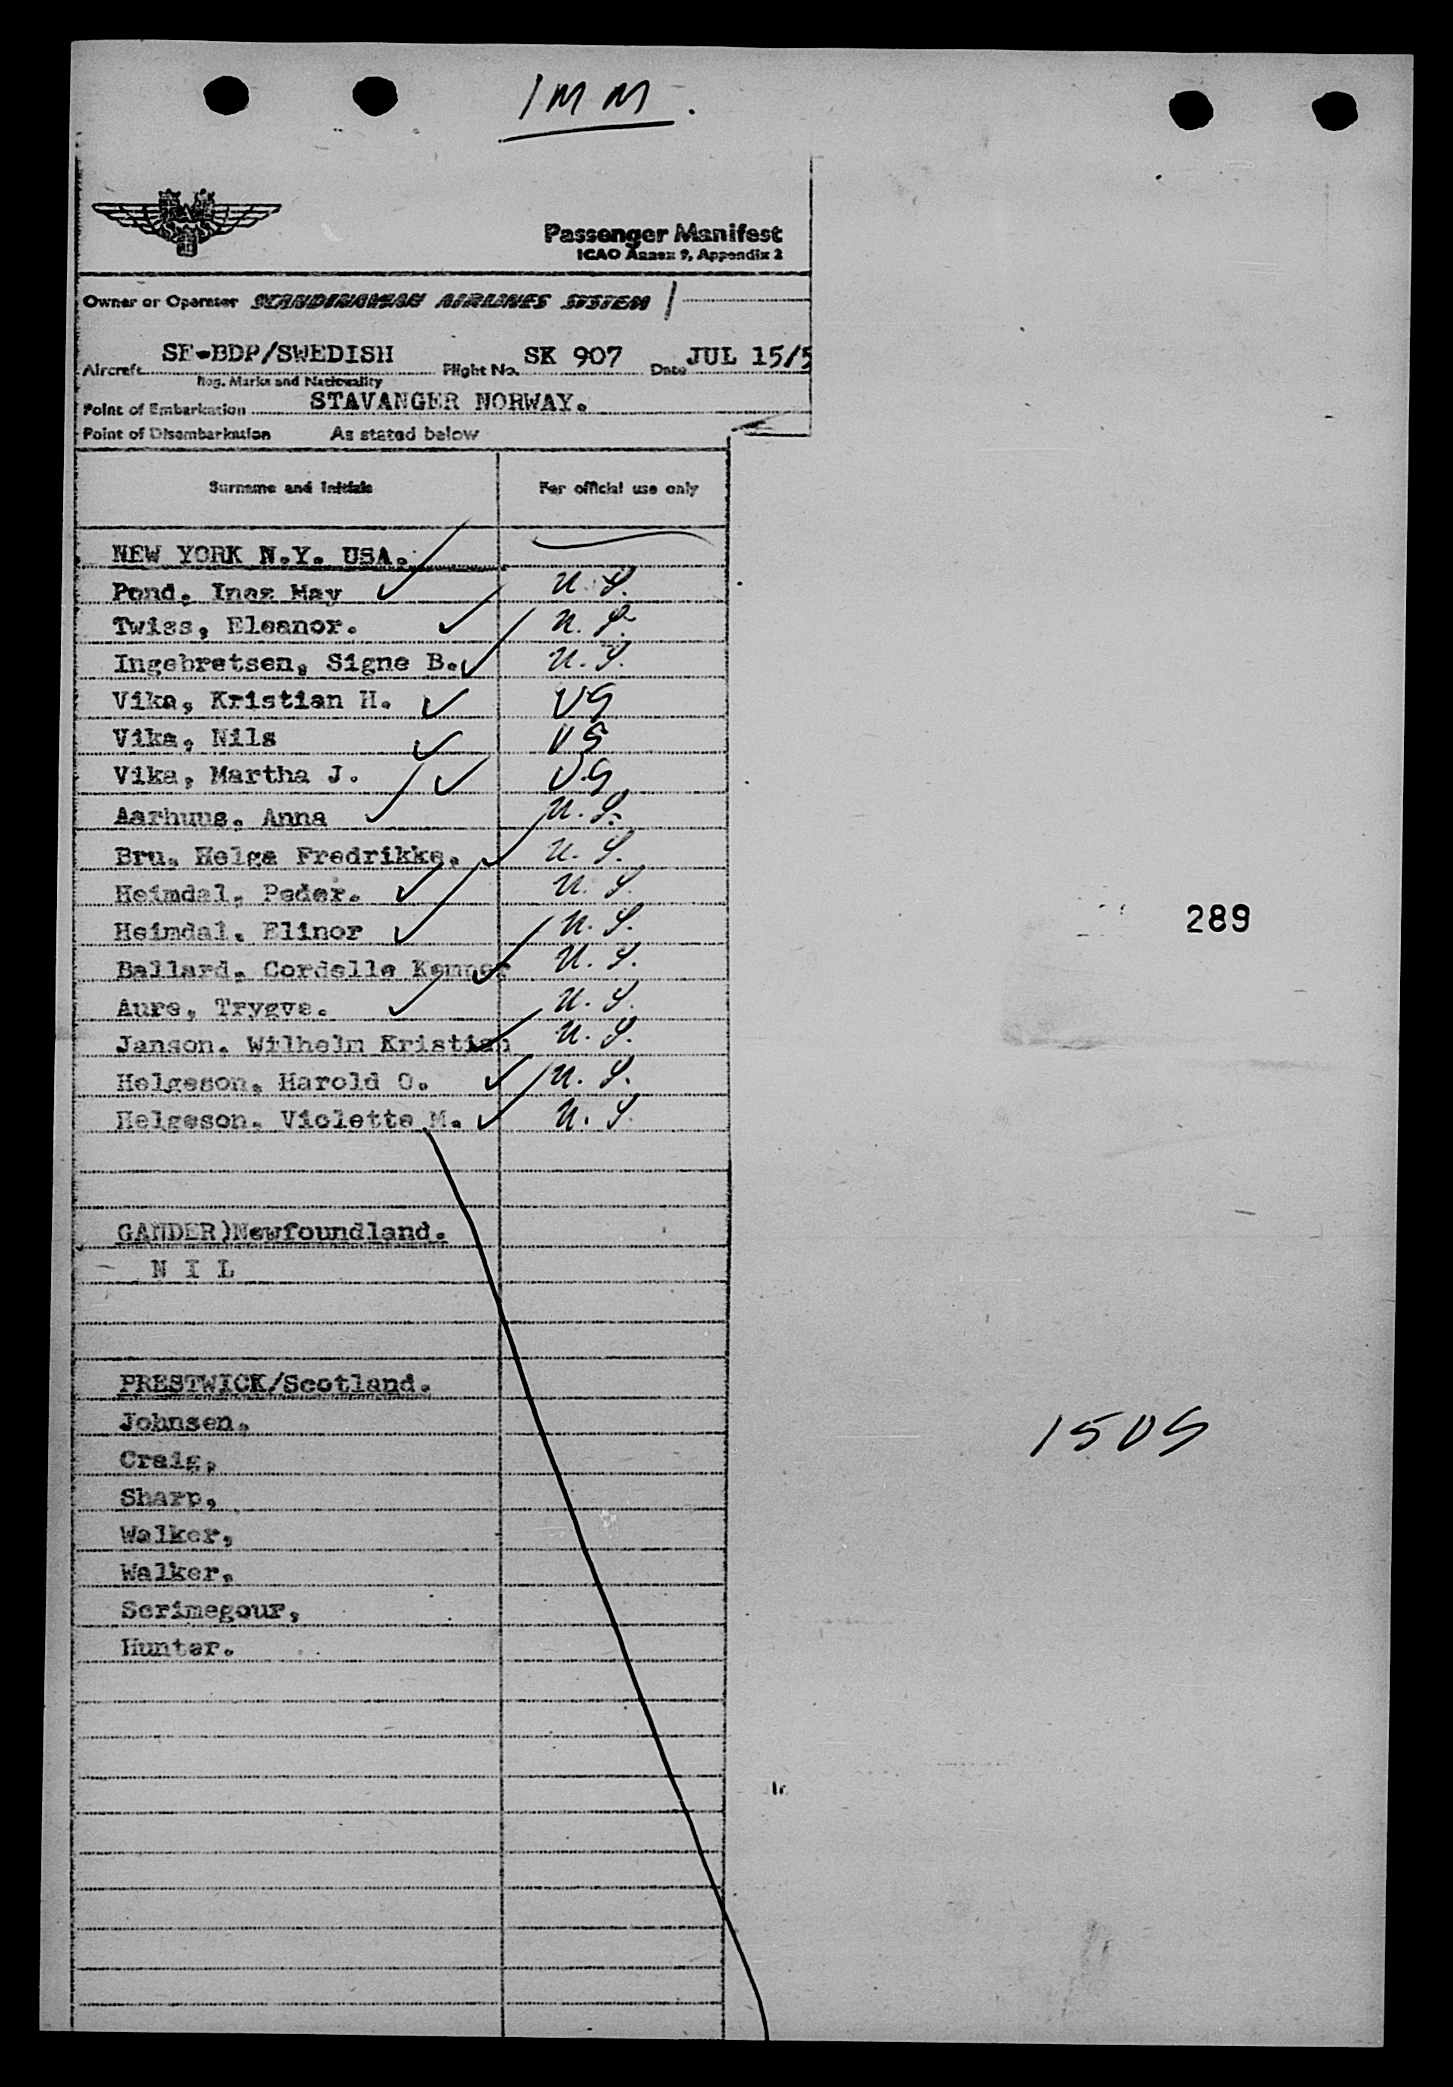 IMM.
Passenger Manifest
ICAO Annex 9, Appendix 2
Owner or Operator SCANDINAVIAN AIRLINES SYSTEM
Aircraft SE-BDP/SWEDISH Flight No. SK 907 Date JUL 15/5
Reg. Marks and Nationality
Point of Embarkation STAVANGER NORWAY.
Point of Disembarkation As stated below
Surname and Initials For official use only
NEW YORK N.Y. USA.
Pond, Inez May U.S.
Twiss, Eleanor. U.S.
Ingebretsen, Signe B. U.S.
Vika, Kristian H. US
Vika, Nils US
Vika, Martha J. U.S
Aarhuus, Anna U.S.
Bru, Helga Fredrikke. U.S.
Heimdal, Peder. U.S.
Heimdal, Elinor U.S.
Ballard, Cordelle Kenner U.S.
Aure, Trygve. U.S.
Janson, Wilhelm Kristian U.S.
Helgeson, Harold O. U.S.
Helgeson, Violette M. U.S.
GANDER)Newfoundland.
N I L
PRESTWICK/Scotland.
Johnsen,
Craig,
Sharp,
Walker,
Walker,
Scrimegour,
Hunter.
289
15US